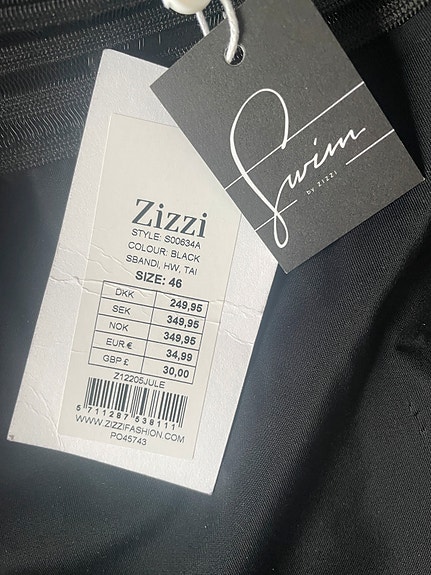 Swim
by ZIZZI
Zizzi
STYLE: S00634A
COLOUR: BLACK
SBANDI, HW, TAI
SIZE: 46
DKK 249,95
SEK 349,95
NOK 349,95
EUR € 34,99
GBP £ 30,00
Z12205JULE
5 711287 538111
WWW.ZIZZIFASHION.COM
PO45743